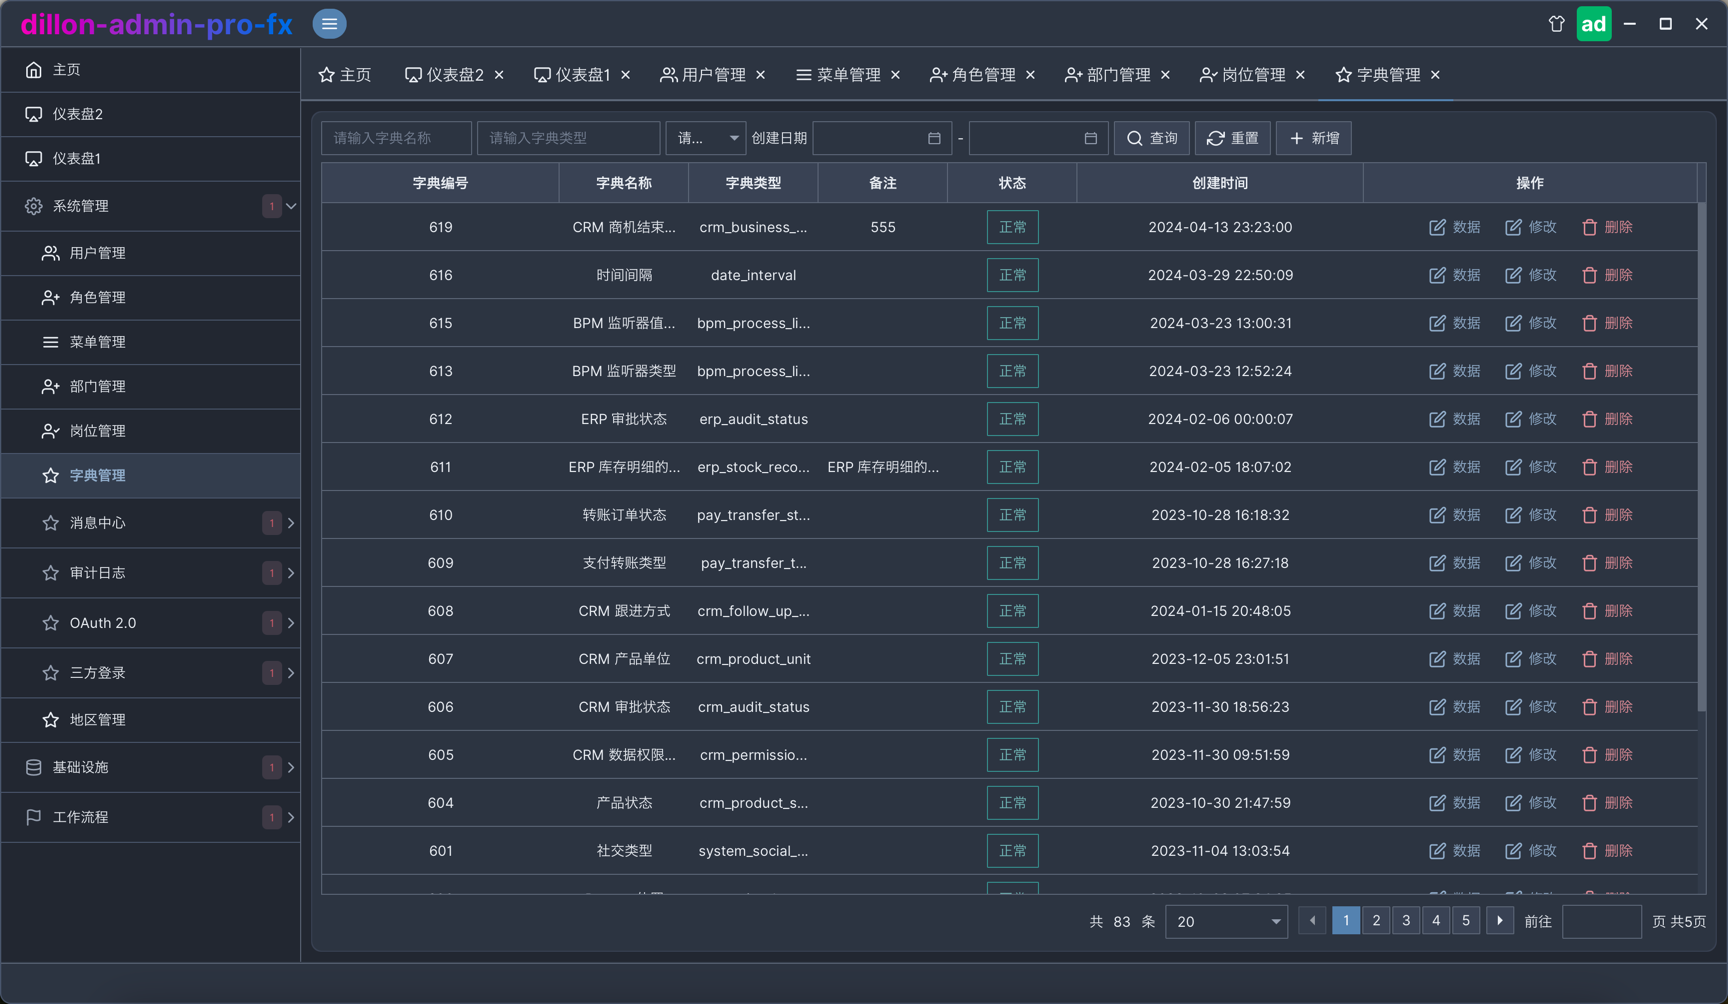 dillon-admin-pro-fx
ad
主页
仪表盘2
仪表盘1
系统管理 1
用户管理
角色管理
菜单管理
部门管理
岗位管理
字典管理
消息中心 1
审计日志 1
OAuth 2.0 1
三方登录 1
地区管理
基础设施 1
工作流程 1
主页 仪表盘2 仪表盘1 用户管理 菜单管理 角色管理 部门管理 岗位管理 字典管理
请输入字典名称 请输入字典类型 请... 创建日期 - 查询 重置 新增
字典编号 字典名称 字典类型 备注 状态 创建时间 操作
619 CRM 商机结束... crm_business_... 555 正常 2024-04-13 23:23:00 数据 修改 删除
616 时间间隔 date_interval 正常 2024-03-29 22:50:09 数据 修改 删除
615 BPM 监听器值... bpm_process_li... 正常 2024-03-23 13:00:31 数据 修改 删除
613 BPM 监听器类型 bpm_process_li... 正常 2024-03-23 12:52:24 数据 修改 删除
612 ERP 审批状态 erp_audit_status 正常 2024-02-06 00:00:07 数据 修改 删除
611 ERP 库存明细的... erp_stock_reco... ERP 库存明细的... 正常 2024-02-05 18:07:02 数据 修改 删除
610 转账订单状态 pay_transfer_st... 正常 2023-10-28 16:18:32 数据 修改 删除
609 支付转账类型 pay_transfer_t... 正常 2023-10-28 16:27:18 数据 修改 删除
608 CRM 跟进方式 crm_follow_up_... 正常 2024-01-15 20:48:05 数据 修改 删除
607 CRM 产品单位 crm_product_unit 正常 2023-12-05 23:01:51 数据 修改 删除
606 CRM 审批状态 crm_audit_status 正常 2023-11-30 18:56:23 数据 修改 删除
605 CRM 数据权限... crm_permissio... 正常 2023-11-30 09:51:59 数据 修改 删除
604 产品状态 crm_product_s... 正常 2023-10-30 21:47:59 数据 修改 删除
601 社交类型 system_social_... 正常 2023-11-04 13:03:54 数据 修改 删除
共 83 条 20 1 2 3 4 5 前往 页 共5页